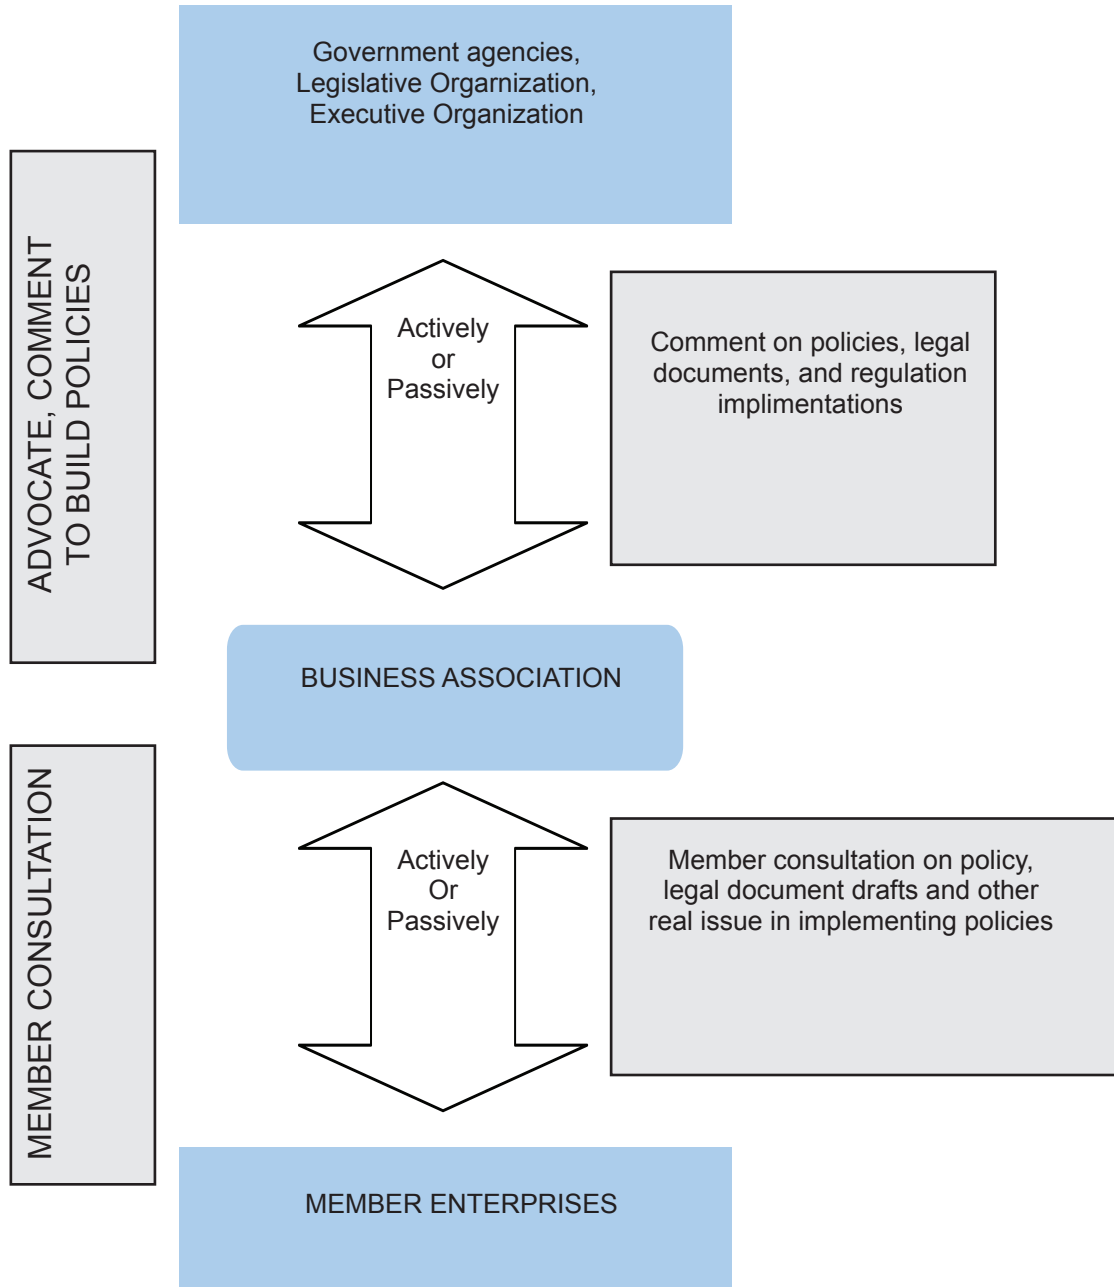 Government agencies,
Legislative Orgarnization,
Executive Organization
ADVOCATE, COMMENT
TO BUILD POLICIES
Actively
or
Passively
Comment on policies, legal
documents, and regulation
implimentations
BUSINESS ASSOCIATION
MEMBER CONSULTATION
Actively
Or
Passively
Member consultation on policy,
legal document drafts and other
real issue in implementing policies
MEMBER ENTERPRISES